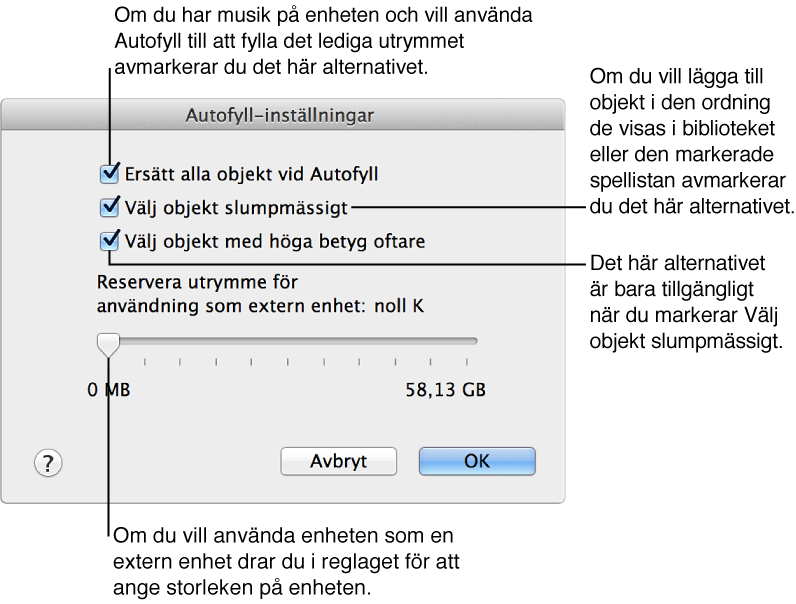 Om du har musik på enheten och vill använda
Autofyll till att fylla det lediga utrymmet
avmarkerar du det här alternativet.
Om du vill lägga till
objekt i den ordning
de visas i biblioteket
eller den markerade
spellistan avmarkerar
du det här alternativet.
Autofyll-inställningar
Ersätt alla objekt vid Autofyll
Välj objekt slumpmässigt
Välj objekt med höga betyg oftare
Det här alternativet
är bara tillgängligt
när du markerar Välj
objekt slumpmässigt.
Reservera utrymme för
användning som extern enhet: noll K
0 MB
58,13 GB
?
Avbryt
OK
Om du vill använda enheten som en
extern enhet drar du i reglaget för att
ange storleken på enheten.